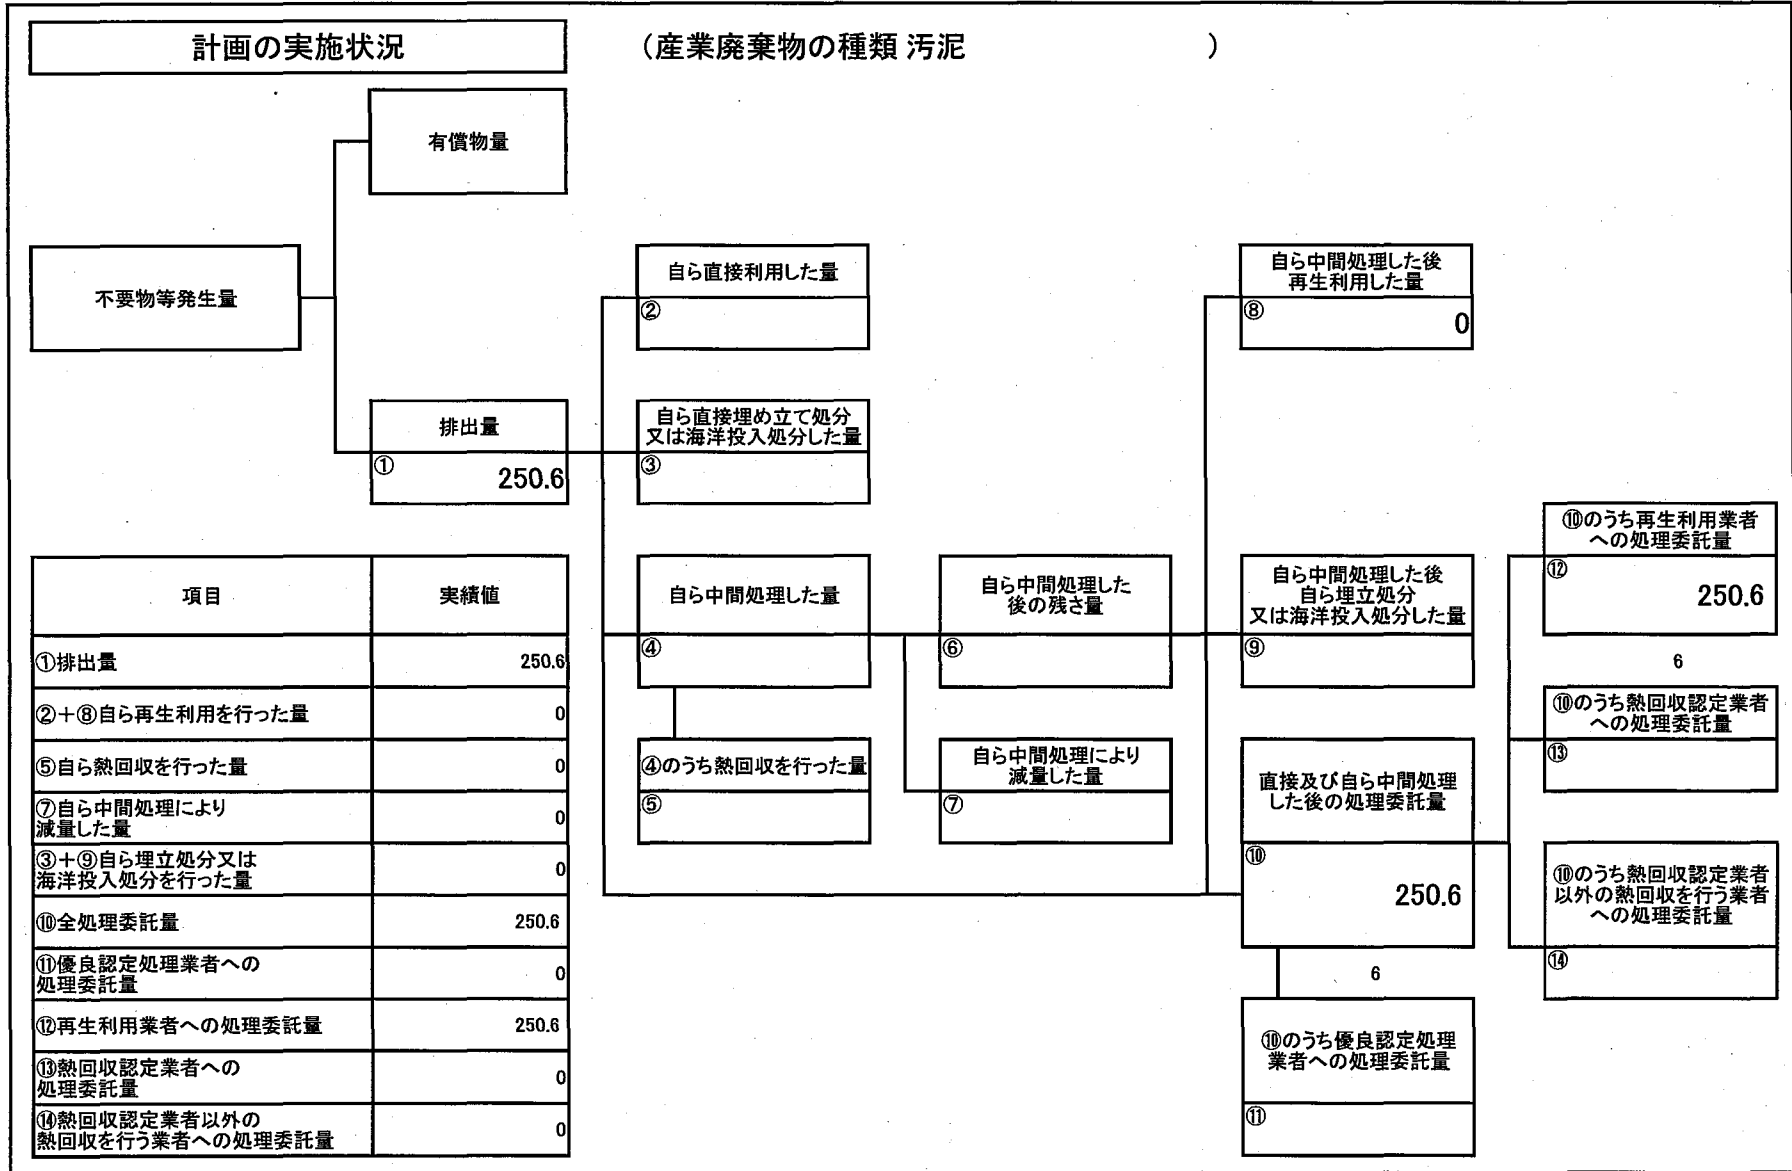 計画の実施状況
（産業廃棄物の種類 汚泥 ）
有償物量
不要物等発生量
排出量
① 250.6
自ら直接利用した量
②
自ら直接埋め立て処分
又は海洋投入処分した量
③
自ら中間処理した量
④
④のうち熱回収を行った量
⑤
自ら中間処理した
後の残さ量
⑥
自ら中間処理により
減量した量
⑦
自ら中間処理した後
再生利用した量
⑧ 0
自ら中間処理した後
自ら埋立処分
又は海洋投入処分した量
⑨
直接及び自ら中間処理
した後の処理委託量
⑩
250.6
6
⑩のうち優良認定処理
業者への処理委託量
⑪
⑩のうち再生利用業者
への処理委託量
⑫
250.6
6
⑩のうち熱回収認定業者
への処理委託量
⑬
⑩のうち熱回収認定業者
以外の熱回収を行う業者
への処理委託量
⑭
項目 実績値
①排出量 250.6
②＋⑧自ら再生利用を行った量 0
⑤自ら熱回収を行った量 0
⑦自ら中間処理により
減量した量 0
③＋⑨自ら埋立処分又は
海洋投入処分を行った量 0
⑩全処理委託量 250.6
⑪優良認定処理業者への
処理委託量 0
⑫再生利用業者への処理委託量 250.6
⑬熱回収認定業者への
処理委託量 0
⑭熱回収認定業者以外の
熱回収を行う業者への処理委託量 0